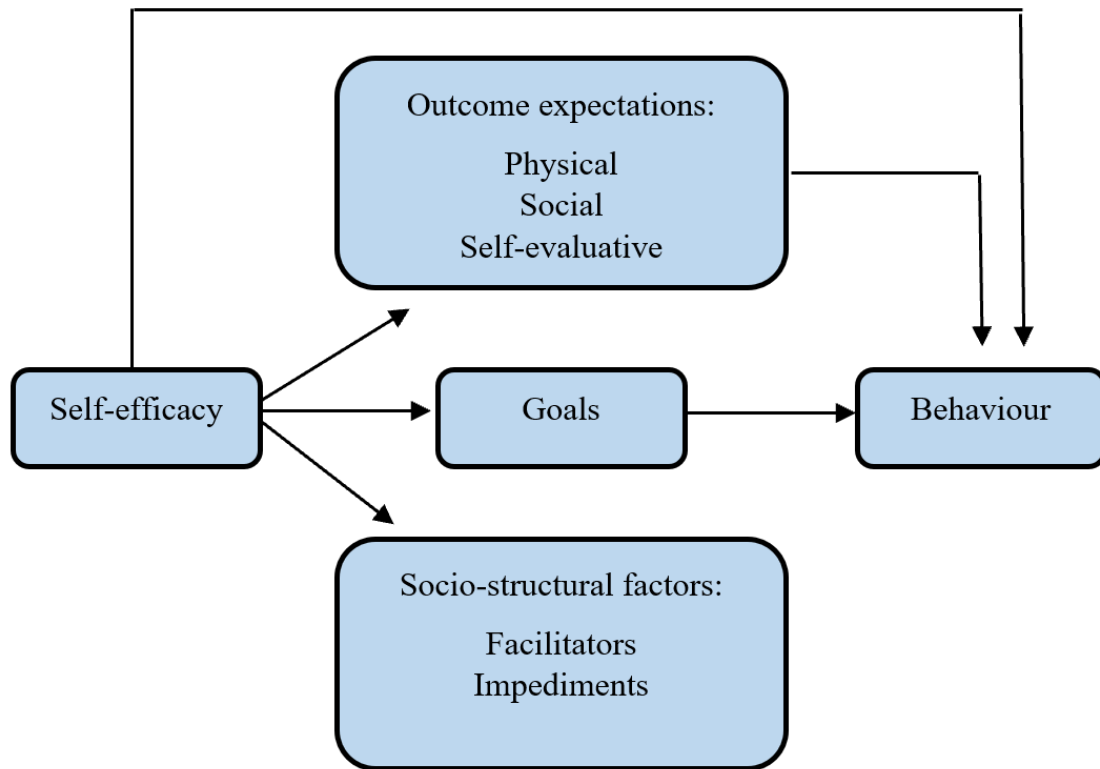 Outcome expectations:
Physical
Social
Self-evaluative
Self-efficacy
Goals
Behaviour
Socio-structural factors:
Facilitators
Impediments